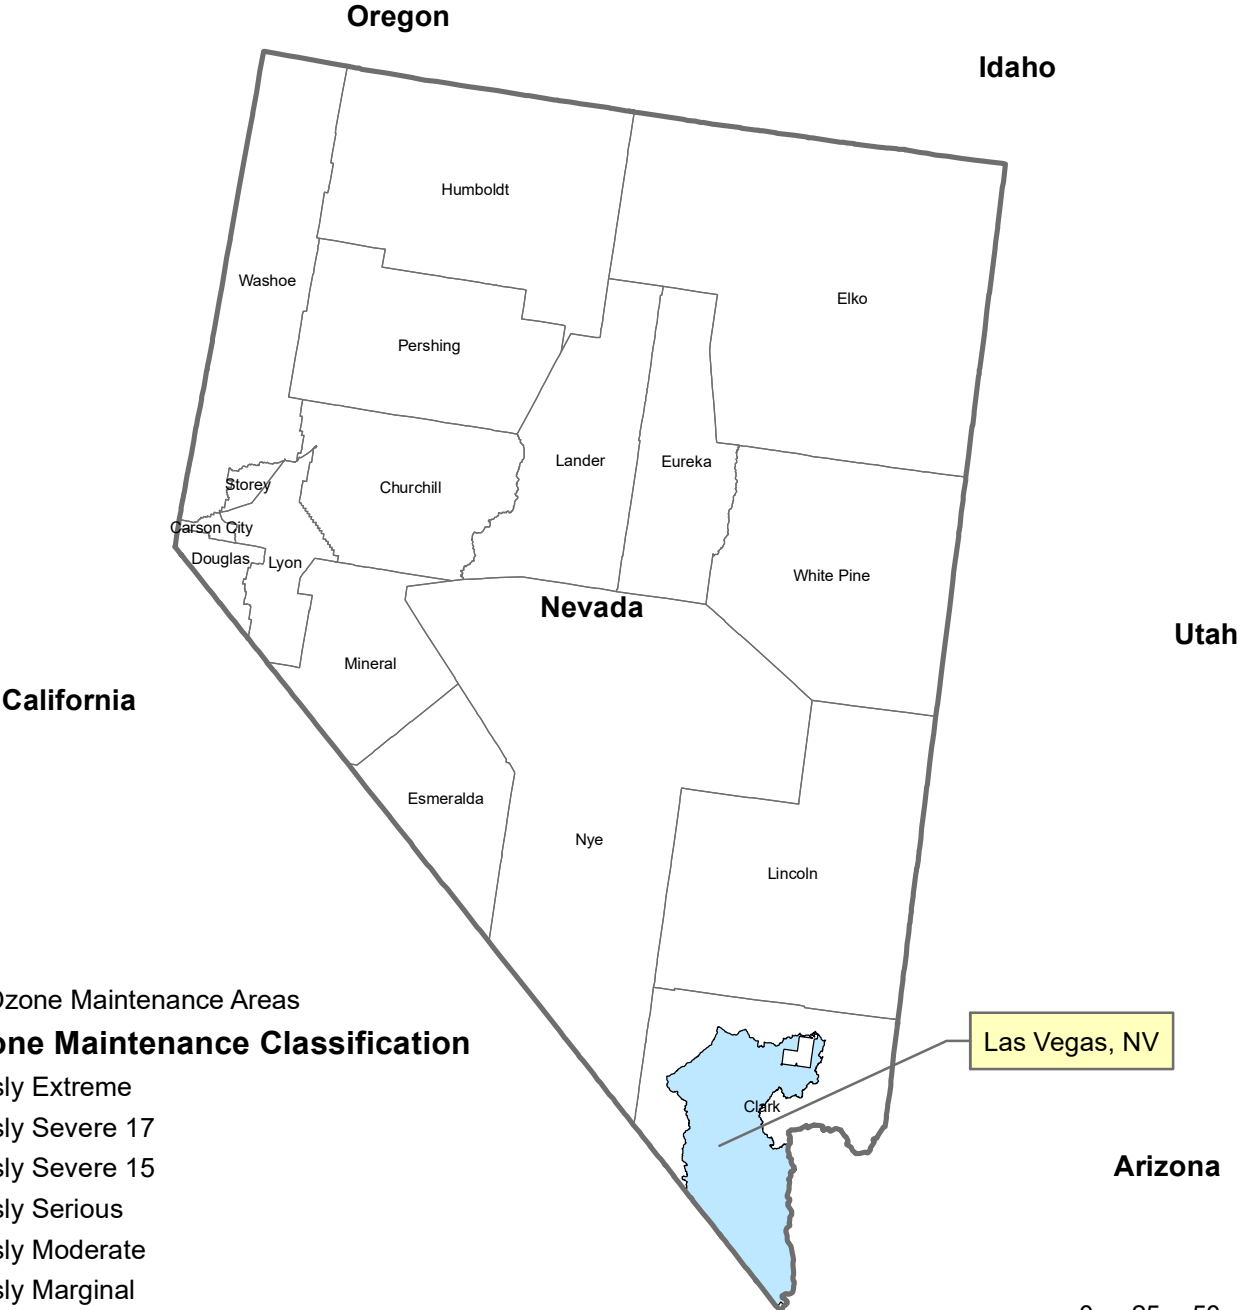 Oregon
Idaho
Humboldt
Washoe
Elko
Pershing
Lander
Eureka
Storey
Churchill
Carson City
Douglas
Lyon
White Pine
Nevada
Utah
Mineral
California
Esmeralda
Nye
Lincoln
Ozone Maintenance Areas
one Maintenance Classification
Las Vegas, NV
sly Extreme
Clark
sly Severe 17
sly Severe 15
Arizona
sly Serious
sly Moderate
sly Marginal